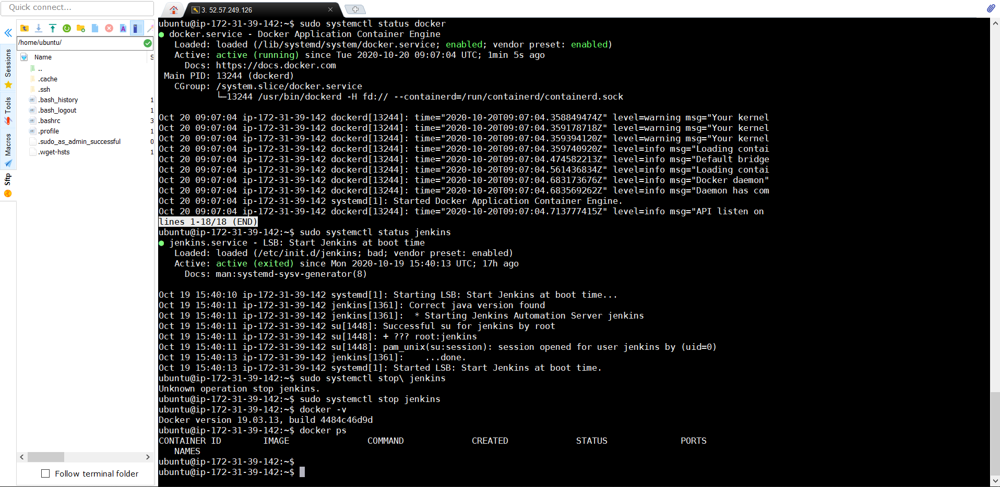 Quick connect...
3. 52.57.249.126
/home/ubuntu/
Name
S
..
.cache
.ssh
.bash_history 1
.bash_logout 1
.bashrc 3
.profile 1
.sudo_as_admin_successful 0
.wget-hsts 1
Sessions
Tools
Macros
Sftp
Follow terminal folder
ubuntu@ip-172-31-39-142:~$ sudo systemctl status docker
● docker.service - Docker Application Container Engine
   Loaded: loaded (/lib/systemd/system/docker.service; enabled; vendor preset: enabled)
   Active: active (running) since Tue 2020-10-20 09:07:04 UTC; 1min 5s ago
     Docs: https://docs.docker.com
 Main PID: 13244 (dockerd)
   CGroup: /system.slice/docker.service
           └─13244 /usr/bin/dockerd -H fd:// --containerd=/run/containerd/containerd.sock
Oct 20 09:07:04 ip-172-31-39-142 dockerd[13244]: time="2020-10-20T09:07:04.358849474Z" level=warning msg="Your kernel
Oct 20 09:07:04 ip-172-31-39-142 dockerd[13244]: time="2020-10-20T09:07:04.359178718Z" level=warning msg="Your kernel
Oct 20 09:07:04 ip-172-31-39-142 dockerd[13244]: time="2020-10-20T09:07:04.359394120Z" level=warning msg="Your kernel
Oct 20 09:07:04 ip-172-31-39-142 dockerd[13244]: time="2020-10-20T09:07:04.359740920Z" level=info msg="Loading contai
Oct 20 09:07:04 ip-172-31-39-142 dockerd[13244]: time="2020-10-20T09:07:04.474582213Z" level=info msg="Default bridge
Oct 20 09:07:04 ip-172-31-39-142 dockerd[13244]: time="2020-10-20T09:07:04.561436834Z" level=info msg="Loading contai
Oct 20 09:07:04 ip-172-31-39-142 dockerd[13244]: time="2020-10-20T09:07:04.683173676Z" level=info msg="Docker daemon"
Oct 20 09:07:04 ip-172-31-39-142 dockerd[13244]: time="2020-10-20T09:07:04.683569262Z" level=info msg="Daemon has com
Oct 20 09:07:04 ip-172-31-39-142 systemd[1]: Started Docker Application Container Engine.
Oct 20 09:07:04 ip-172-31-39-142 dockerd[13244]: time="2020-10-20T09:07:04.713777415Z" level=info msg="API listen on
lines 1-18/18 (END)
ubuntu@ip-172-31-39-142:~$ sudo systemctl status jenkins
● jenkins.service - LSB: Start Jenkins at boot time
   Loaded: loaded (/etc/init.d/jenkins; bad; vendor preset: enabled)
   Active: active (exited) since Mon 2020-10-19 15:40:13 UTC; 17h ago
     Docs: man:systemd-sysv-generator(8)
Oct 19 15:40:10 ip-172-31-39-142 systemd[1]: Starting LSB: Start Jenkins at boot time...
Oct 19 15:40:11 ip-172-31-39-142 jenkins[1361]: Correct java version found
Oct 19 15:40:11 ip-172-31-39-142 jenkins[1361]:  * Starting Jenkins Automation Server jenkins
Oct 19 15:40:11 ip-172-31-39-142 su[1448]: Successful su for jenkins by root
Oct 19 15:40:11 ip-172-31-39-142 su[1448]: + ??? root:jenkins
Oct 19 15:40:11 ip-172-31-39-142 su[1448]: pam_unix(su:session): session opened for user jenkins by (uid=0)
Oct 19 15:40:13 ip-172-31-39-142 jenkins[1361]:    ...done.
Oct 19 15:40:13 ip-172-31-39-142 systemd[1]: Started LSB: Start Jenkins at boot time.
ubuntu@ip-172-31-39-142:~$ sudo systemctl stop\ jenkins
Unknown operation stop jenkins.
ubuntu@ip-172-31-39-142:~$ sudo systemctl stop jenkins
ubuntu@ip-172-31-39-142:~$ docker -v
Docker version 19.03.13, build 4484c46d9d
ubuntu@ip-172-31-39-142:~$ docker ps
CONTAINER ID        IMAGE               COMMAND             CREATED             STATUS              PORTS
   NAMES
ubuntu@ip-172-31-39-142:~$
ubuntu@ip-172-31-39-142:~$